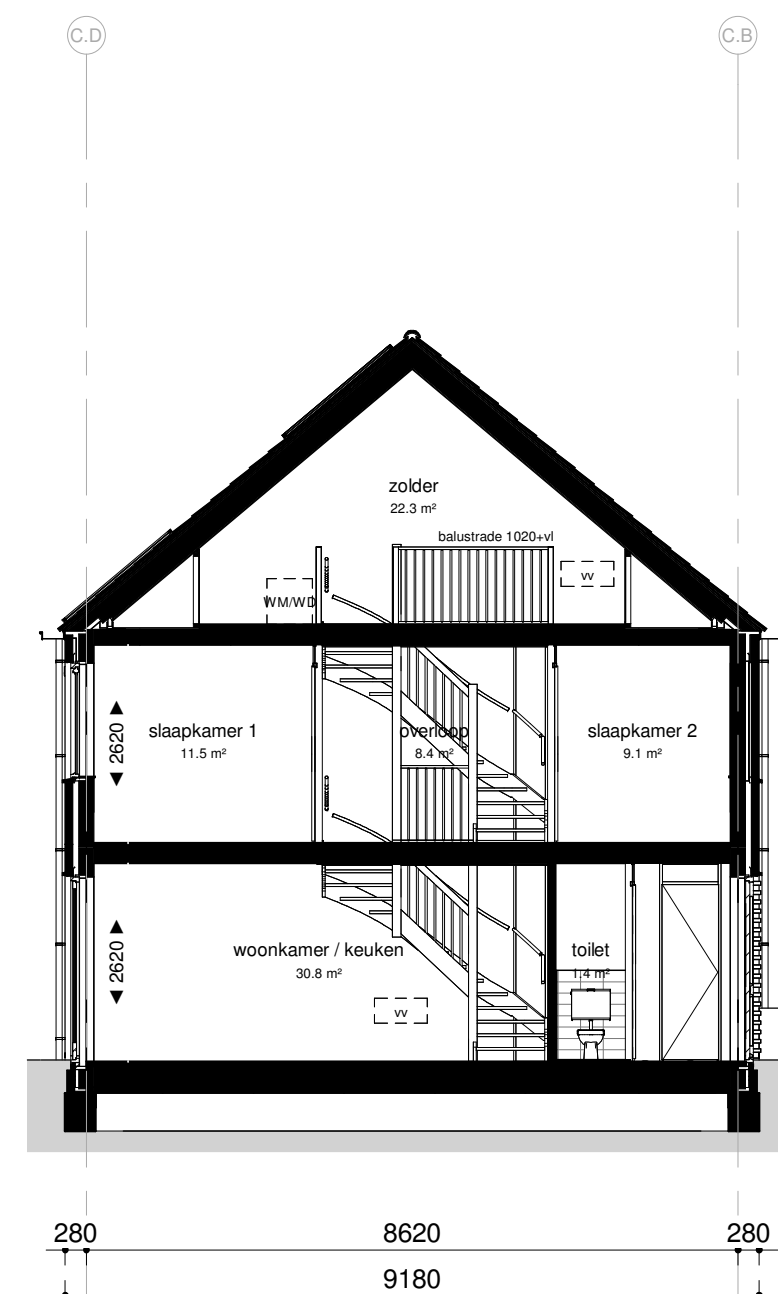 C.D
C.B
zolder
22.3 m²
balustrade 1020+vl
vv
WM/WD
slaapkamer 1
11.5 m²
overloop
8.4 m²
slaapkamer 2
9.1 m²
2620
woonkamer / keuken
30.8 m²
toilet
1.4 m²
2620
vv
280
8620
280
9180